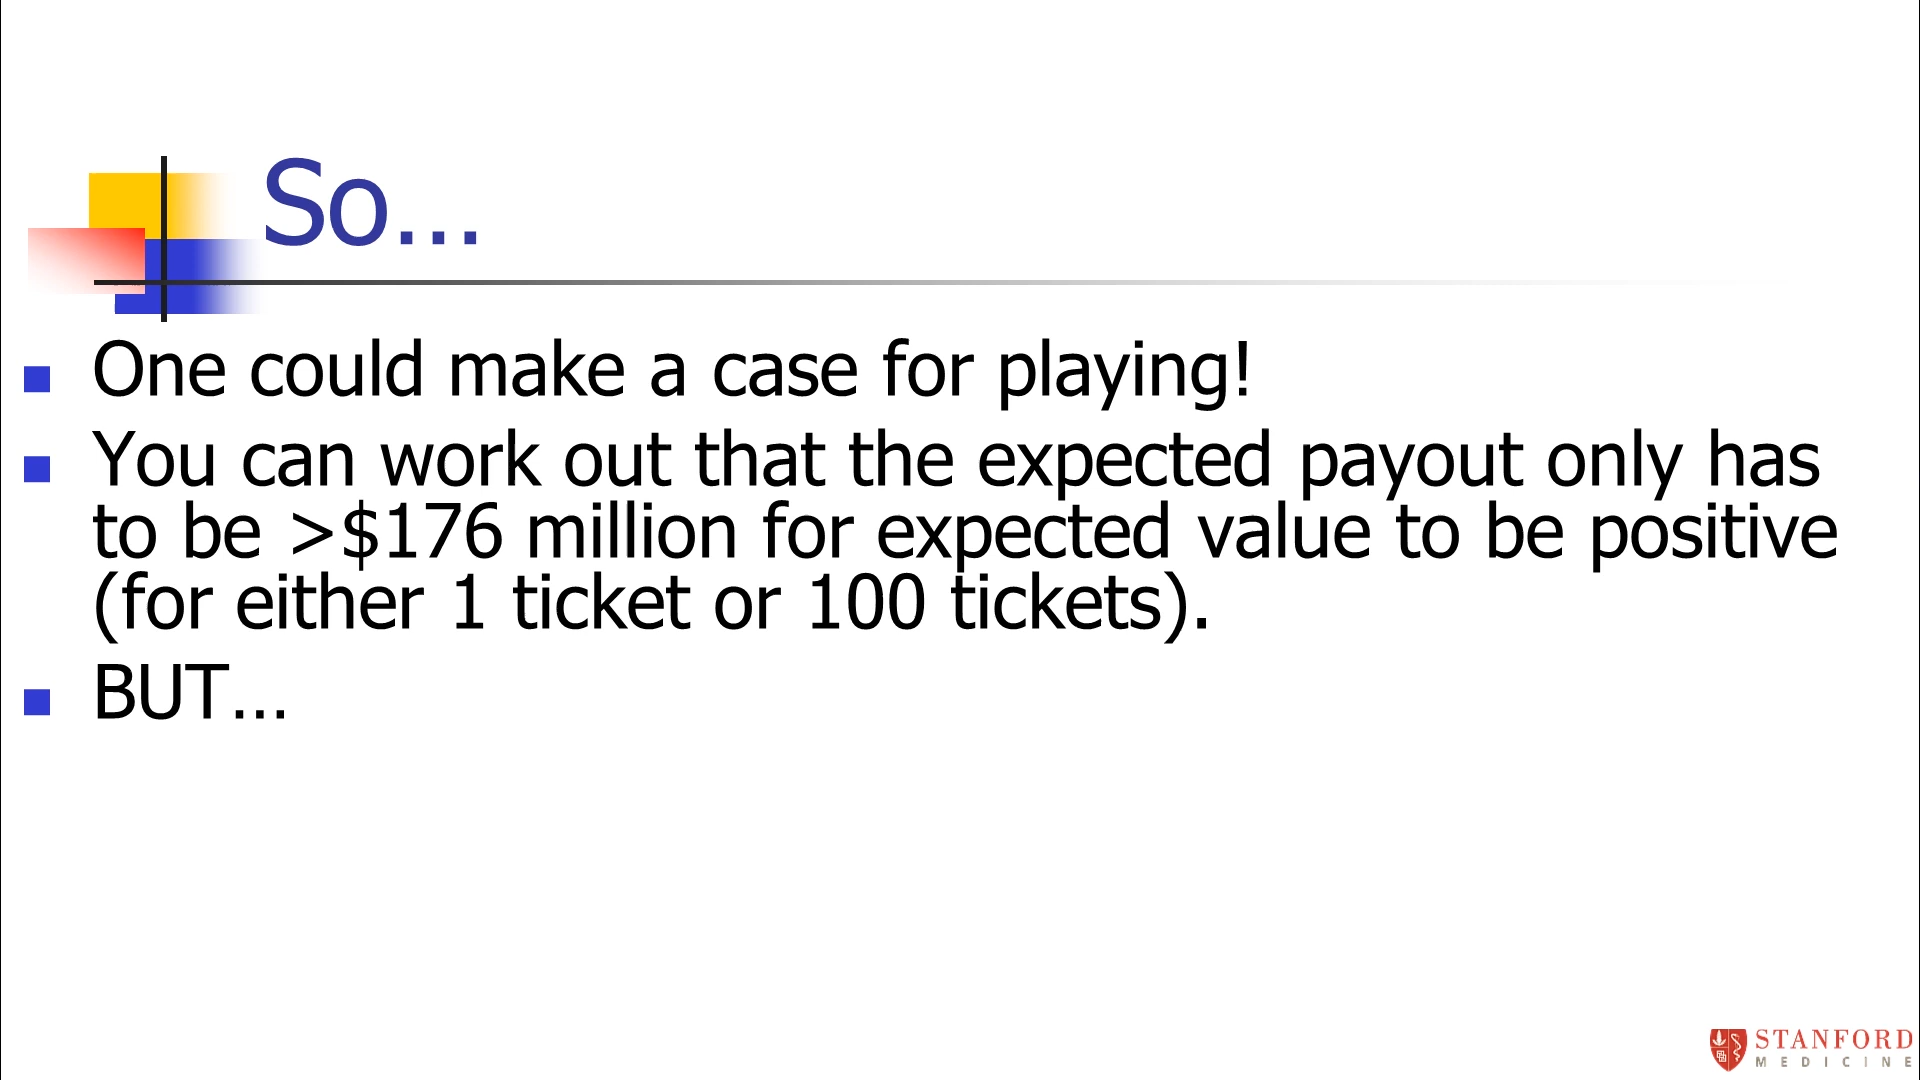 So…
One could make a case for playing!
You can work out that the expected payout only has
to be >$176 million for expected value to be positive
(for either 1 ticket or 100 tickets).
BUT…
STANFORD
MEDICINE